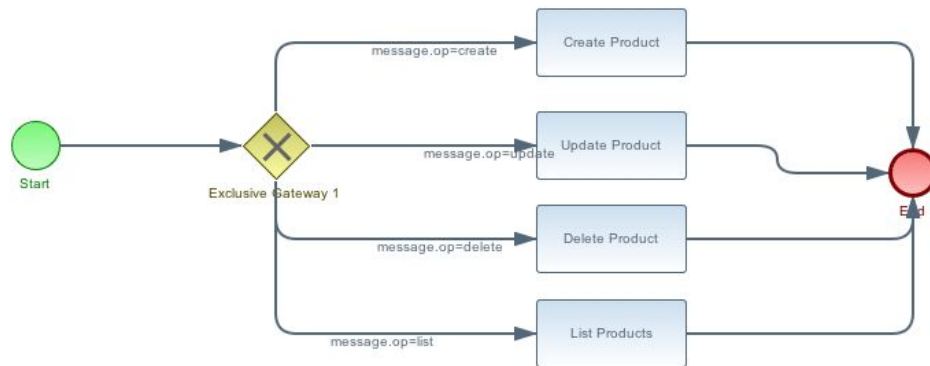 message.op=create
Create Product
Start
Exclusive Gateway 1
message.op=update
Update Product
End
message.op=delete
Delete Product
message.op=list
List Products